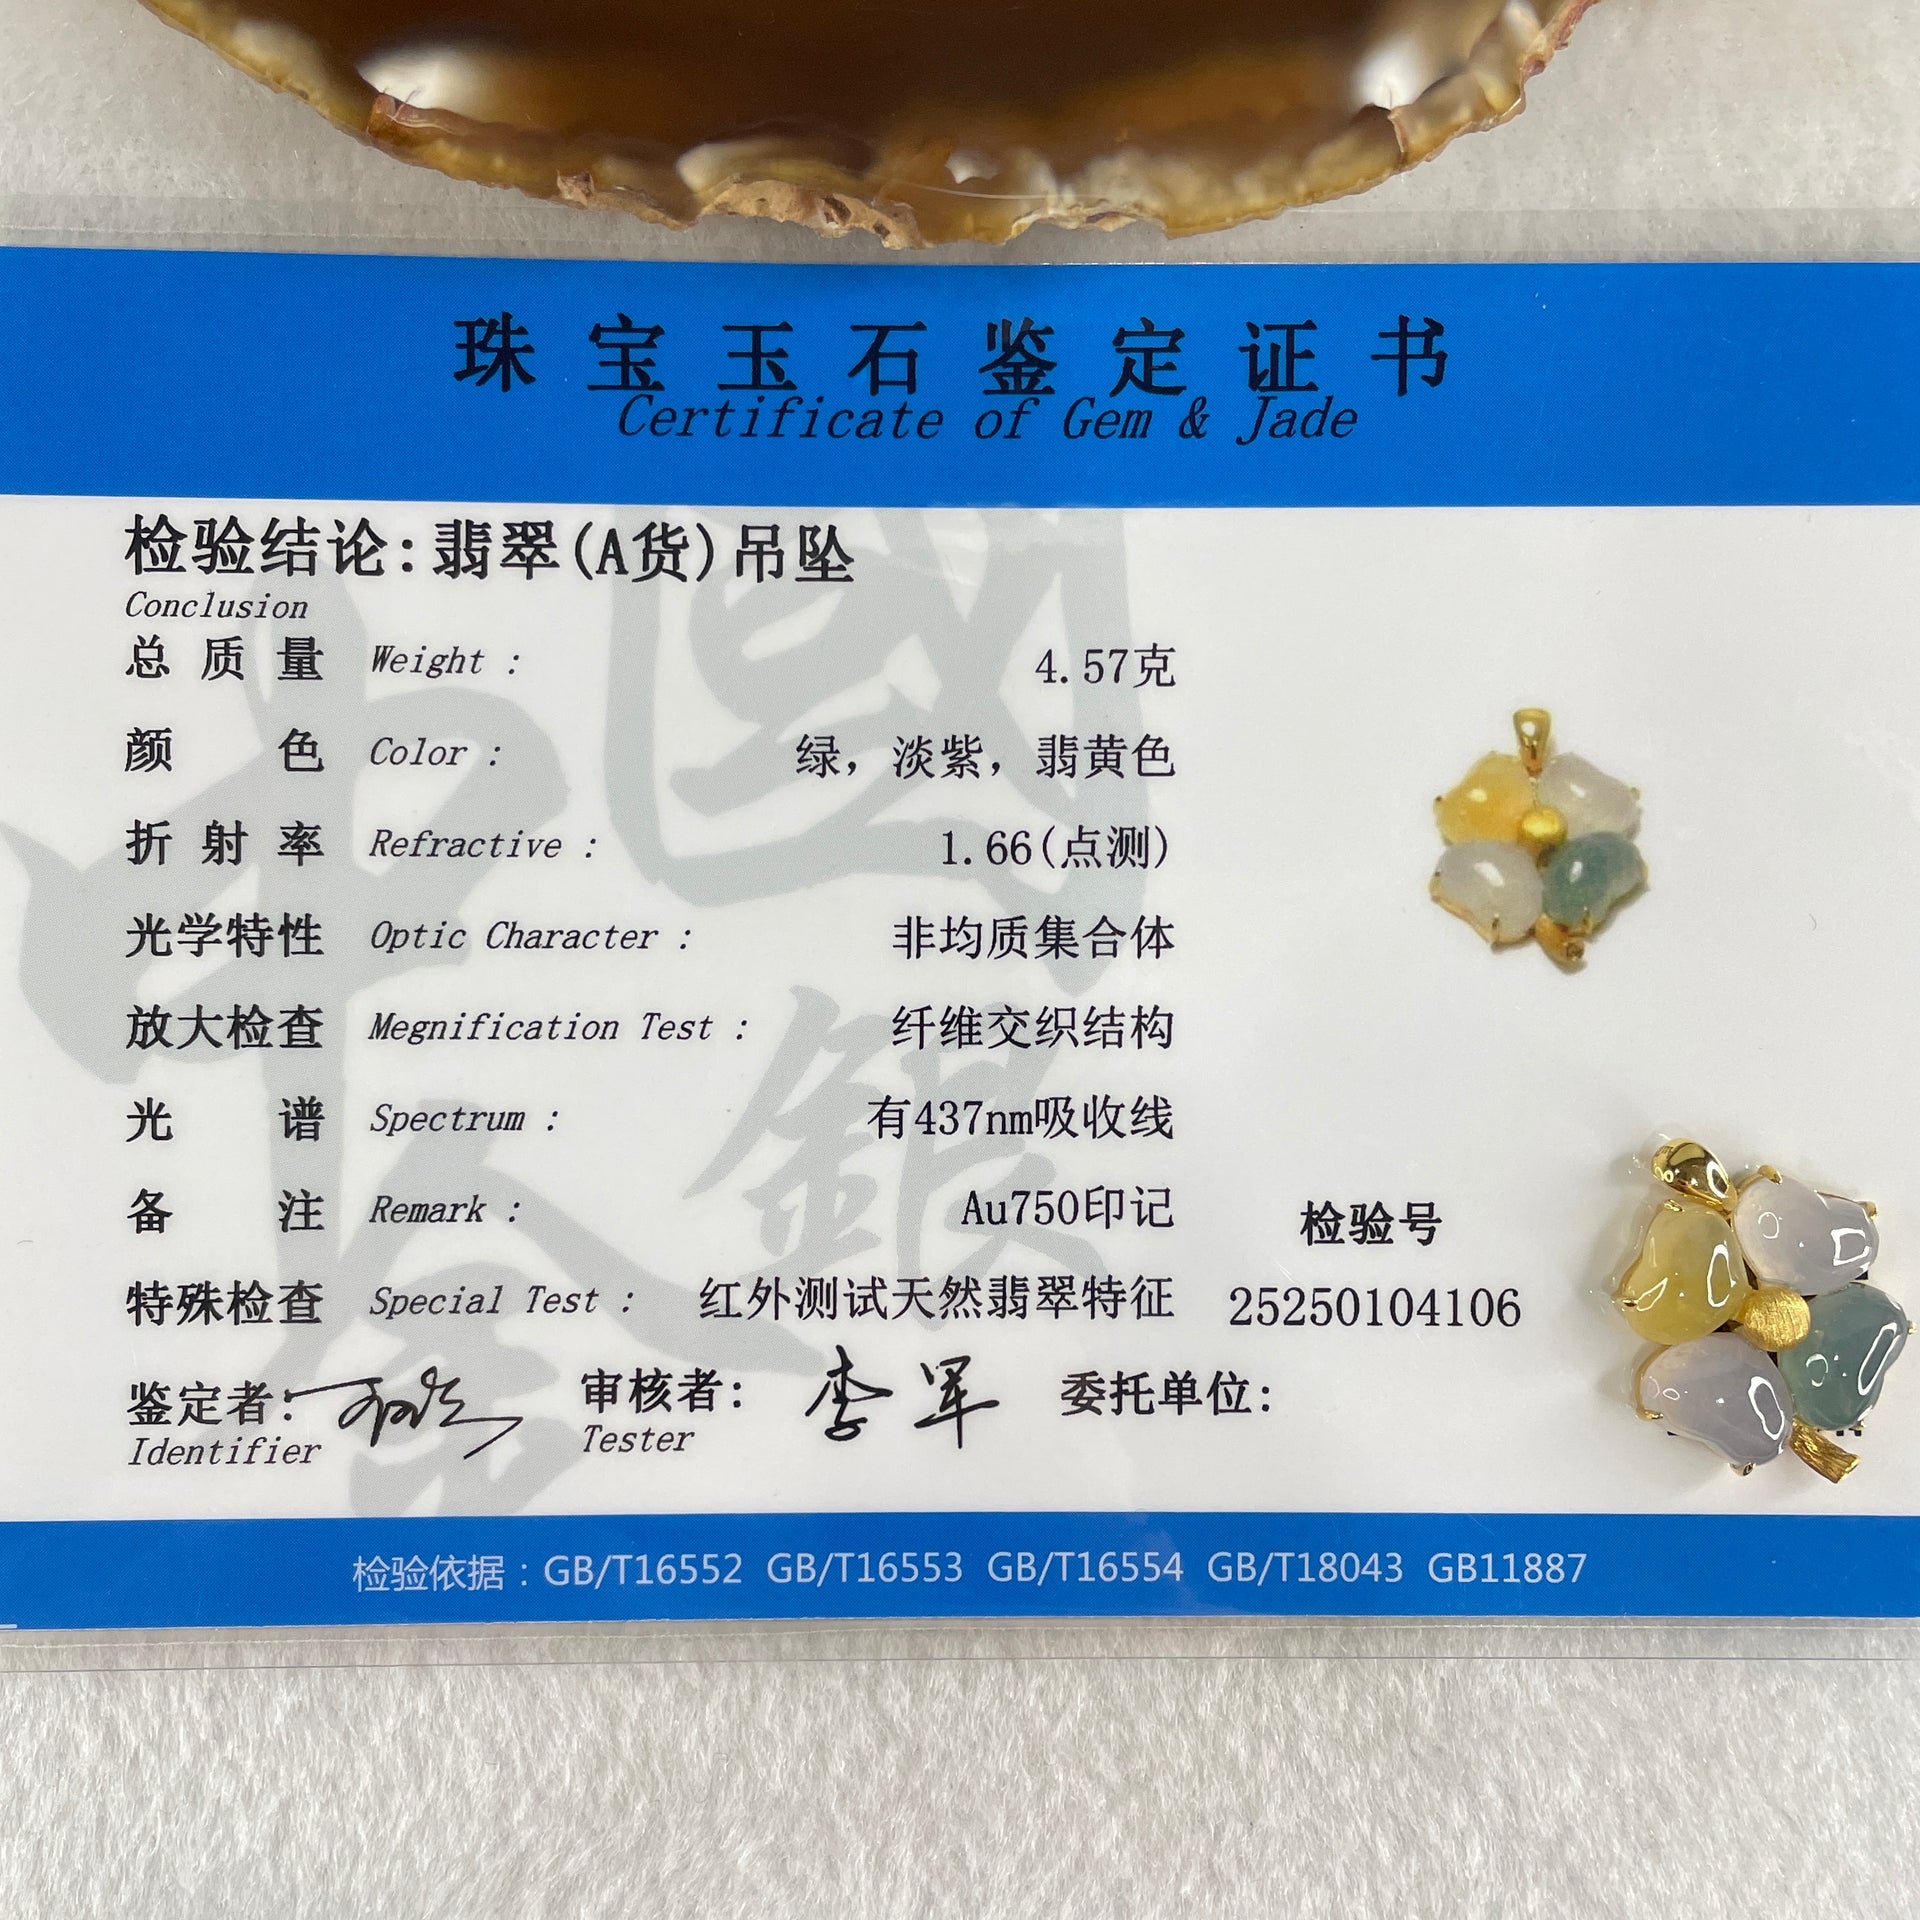 珠宝玉石鉴定证书
Certificate of Gem & Jade
检验结论:翡翠(A货)吊坠
Conclusion
总质量 Weight : 4.57克
颜色 Color : 绿，淡紫，翡黄色
折射率 Refractive : 1.66(点测)
光学特性 Optic Character : 非均质集合体
放大检查 Megnification Test : 纤维交织结构
光谱 Spectrum : 有437nm吸收线
备注 Remark : Au750印记
检验号
特殊检查 Special Test : 红外测试天然翡翠特征
25250104106
鉴定者: 审核者: 李军 委托单位:
Identifier Tester
检验依据：GB/T16552 GB/T16553 GB/T16554 GB/T18043 GB11887
中國金銀